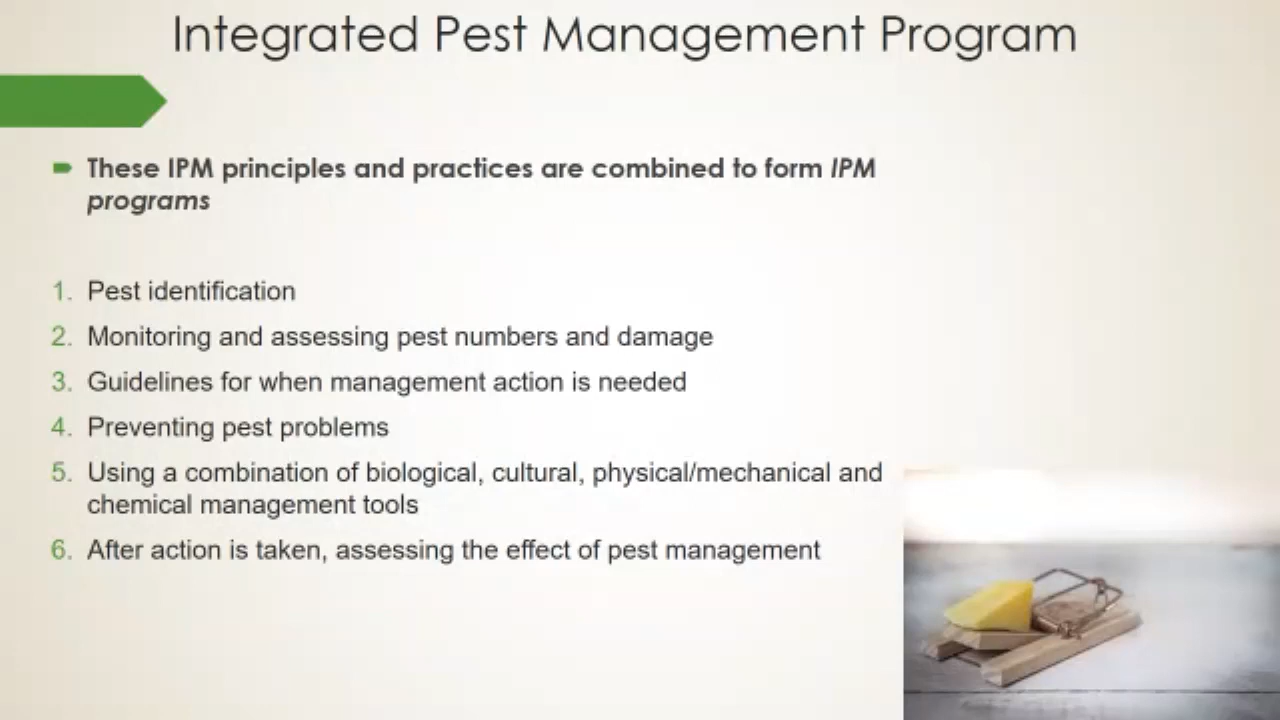 Integrated Pest Management Program
These IPM principles and practices are combined to form IPM
programs
1. Pest identification
2. Monitoring and assessing pest numbers and damage
3. Guidelines for when management action is needed
4. Preventing pest problems
5. Using a combination of biological, cultural, physical/mechanical and
chemical management tools
6. After action is taken, assessing the effect of pest management